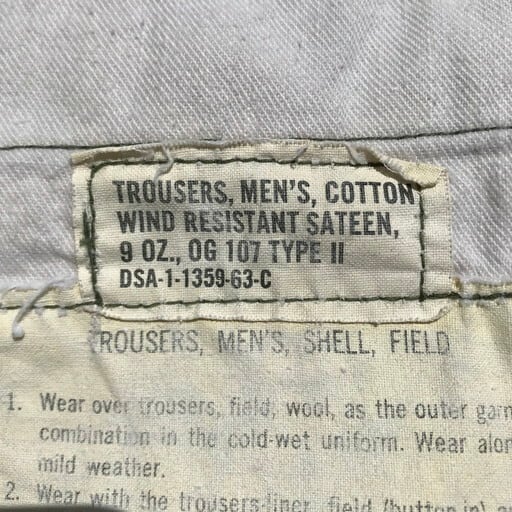 TROUSERS, MEN'S, COTTON
WIND RESISTANT SATEEN,
9 OZ., OG 107 TYPE II
DSA-1-1359-63-C
TROUSERS, MEN'S, SHELL, FIELD
1. Wear over trousers, field, wool, as the outer
combination in the cold-wet uniform. Wear
mild weather.
2. Wear with the trousers-liner, field (button in)